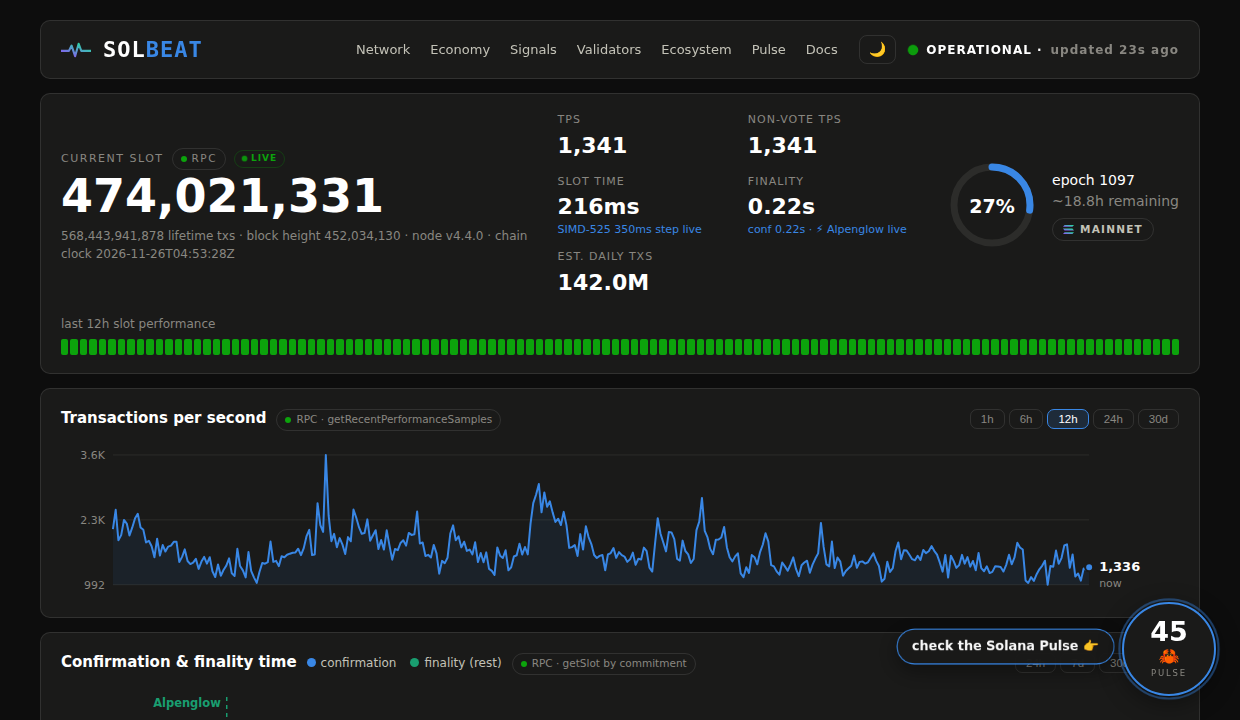 SOLBEAT
Network Economy Signals Validators Ecosystem Pulse Docs
OPERATIONAL · updated 23s ago
CURRENT SLOT RPC LIVE
474,021,331
568,443,941,878 lifetime txs · block height 452,034,130 · node v4.4.0 · chain
clock 2026-11-26T04:53:28Z
TPS
1,341
NON-VOTE TPS
1,341
SLOT TIME
216ms
SIMD-525 350ms step live
FINALITY
0.22s
conf 0.22s · ⚡ Alpenglow live
EST. DAILY TXS
142.0M
27%
epoch 1097
~18.8h remaining
MAINNET
last 12h slot performance
Transactions per second RPC · getRecentPerformanceSamples
1h 6h 12h 24h 30d
3.6K
2.3K
992
1,336
now
Confirmation & finality time confirmation finality (rest) RPC · getSlot by commitment
24h 7d 30d
Alpenglow
check the Solana Pulse 👉
45
PULSE